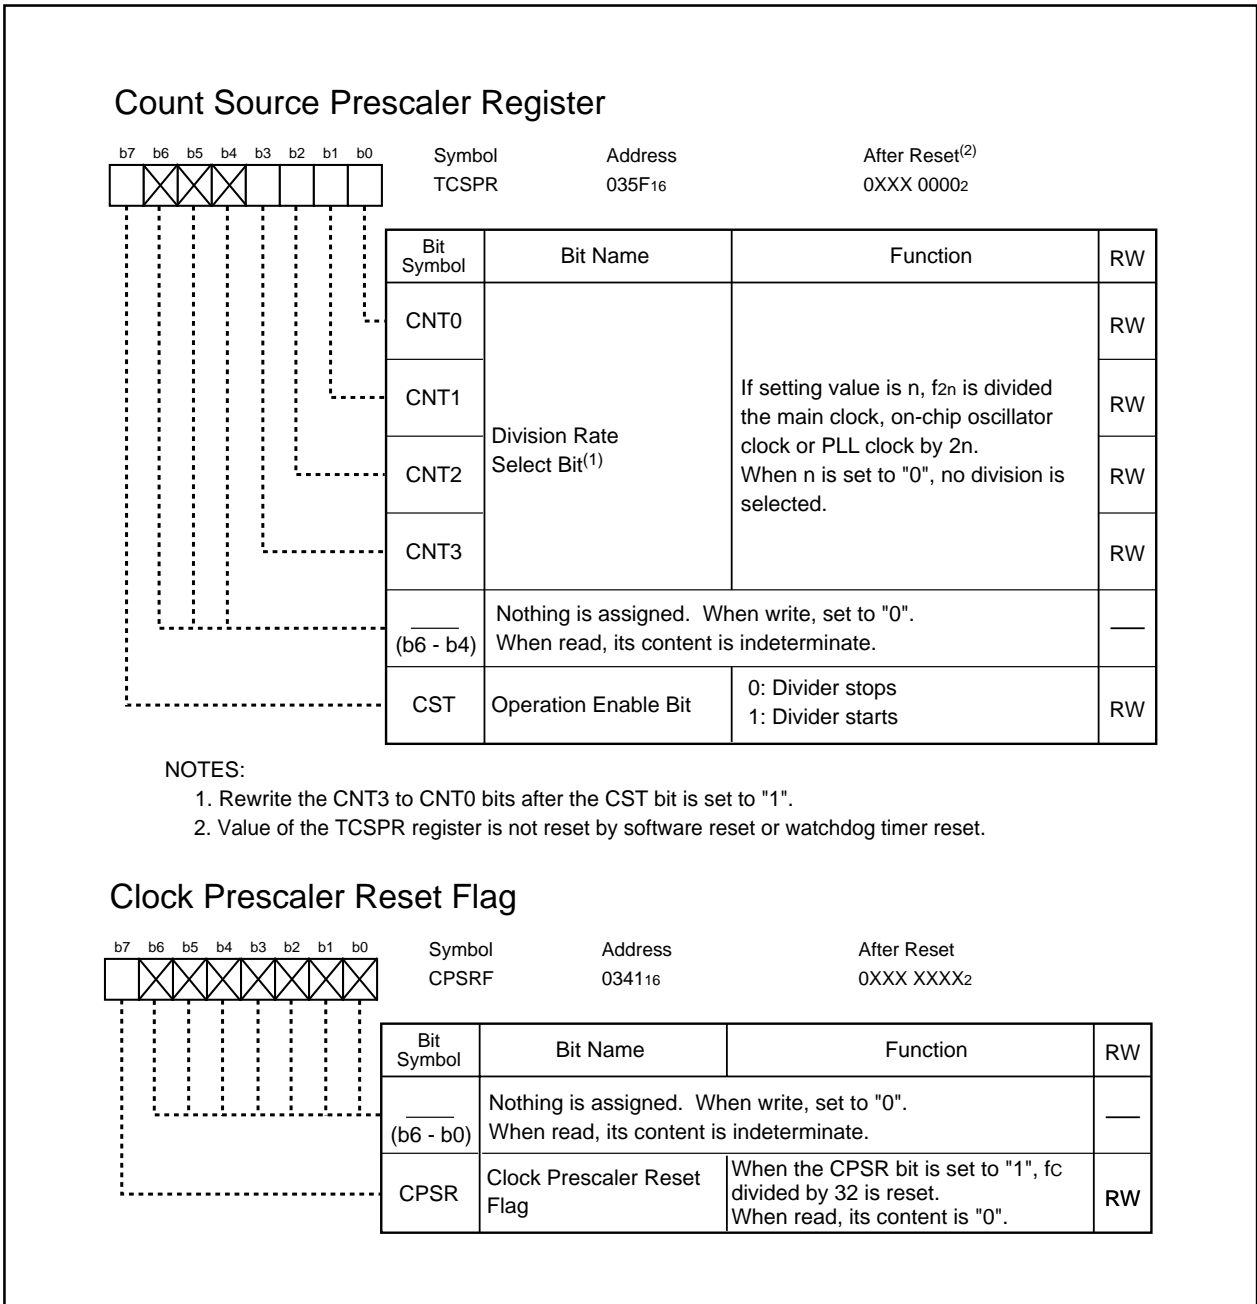 Count Source Prescaler Register
b7 b6 b5 b4 b3 b2 b1 b0
Symbol Address After Reset(2)
TCSPR 035F16 0XXX 00002
Bit Symbol Bit Name Function RW
CNT0 RW
CNT1 RW
CNT2 RW
CNT3 RW
Division Rate
Select Bit(1)
If setting value is n, f2n is divided
the main clock, on-chip oscillator
clock or PLL clock by 2n.
When n is set to "0", no division is
selected.
(b6 - b4)
Nothing is assigned. When write, set to "0".
When read, its content is indeterminate.
CST Operation Enable Bit
0: Divider stops
1: Divider starts
RW
NOTES:
1. Rewrite the CNT3 to CNT0 bits after the CST bit is set to "1".
2. Value of the TCSPR register is not reset by software reset or watchdog timer reset.
Clock Prescaler Reset Flag
b7 b6 b5 b4 b3 b2 b1 b0
Symbol Address After Reset
CPSRF 034116 0XXX XXXX2
Bit Symbol Bit Name Function RW
(b6 - b0)
Nothing is assigned. When write, set to "0".
When read, its content is indeterminate.
CPSR
Clock Prescaler Reset
Flag
When the CPSR bit is set to "1", fC
divided by 32 is reset.
When read, its content is "0".
RW